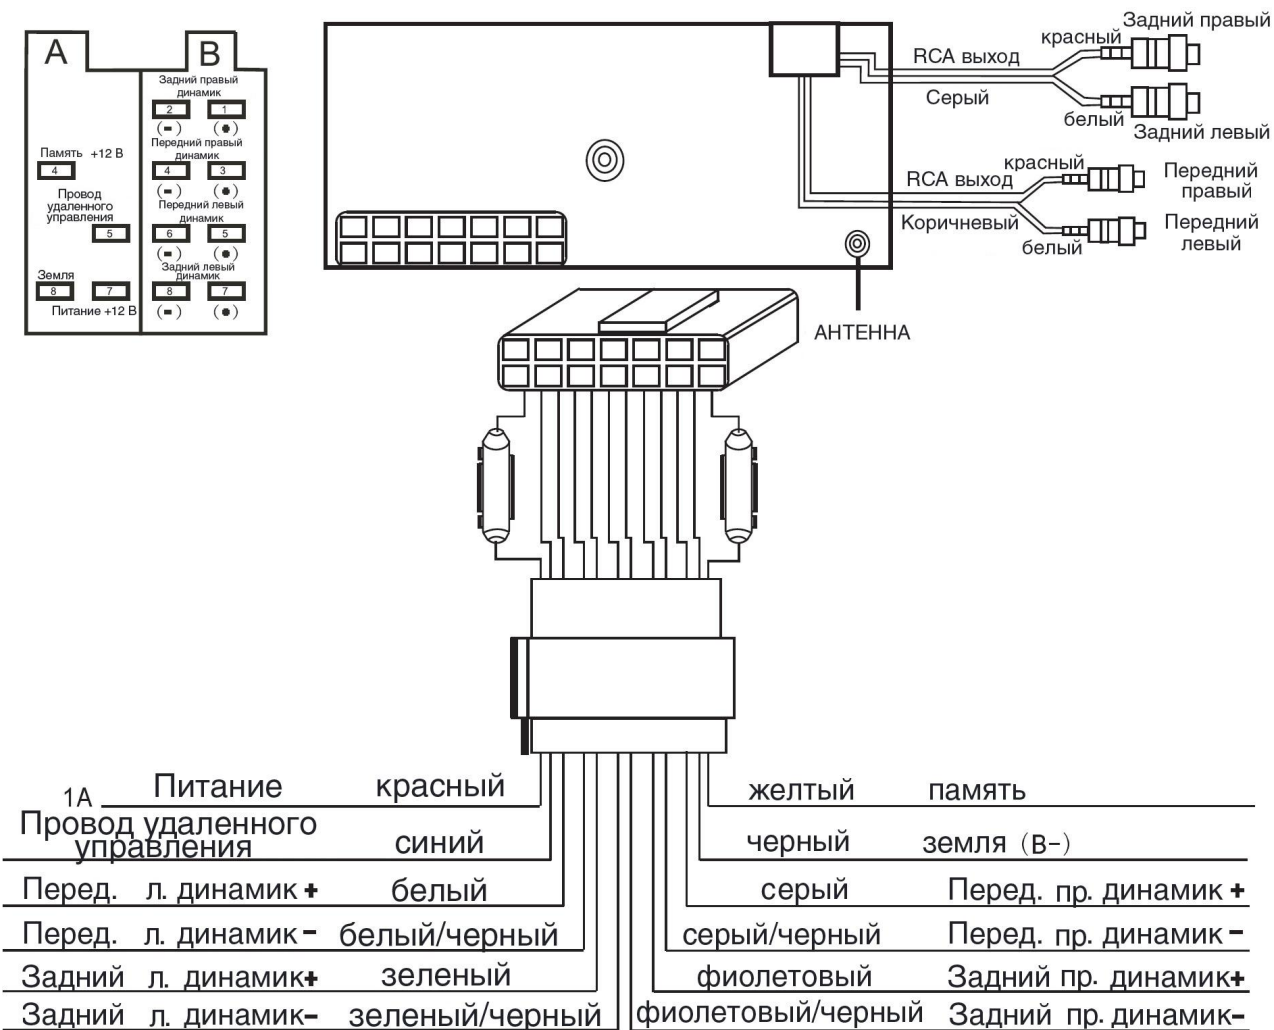 A
B
Задний правый
динамик
2 1
(-) (●)
Передний правый
динамик
Память +12 В
4
4 3
(-) (●)
Провод
удаленного
управления
5
Передний левый
динамик
6 5
(-) (●)
Земля
8 7
Питание +12 В
Задний левый
динамик
8 7
(-) (●)
Задний правый
красный
RCA выход
Серый
белый
Задний левый
красный
Передний
правый
RCA выход
Коричневый
белый
Передний
левый
АНТЕННА
1А Питание красный
желтый память
Провод удаленного
управления синий
черный земля (В-)
Перед. л. динамик + белый
серый Перед. пр. динамик +
Перед. л. динамик - белый/черный
серый/черный Перед. пр. динамик -
Задний л. динамик+ зеленый
фиолетовый Задний пр. динамик+
Задний л. динамик- зеленый/черный
фиолетовый/черный Задний пр. динамик-